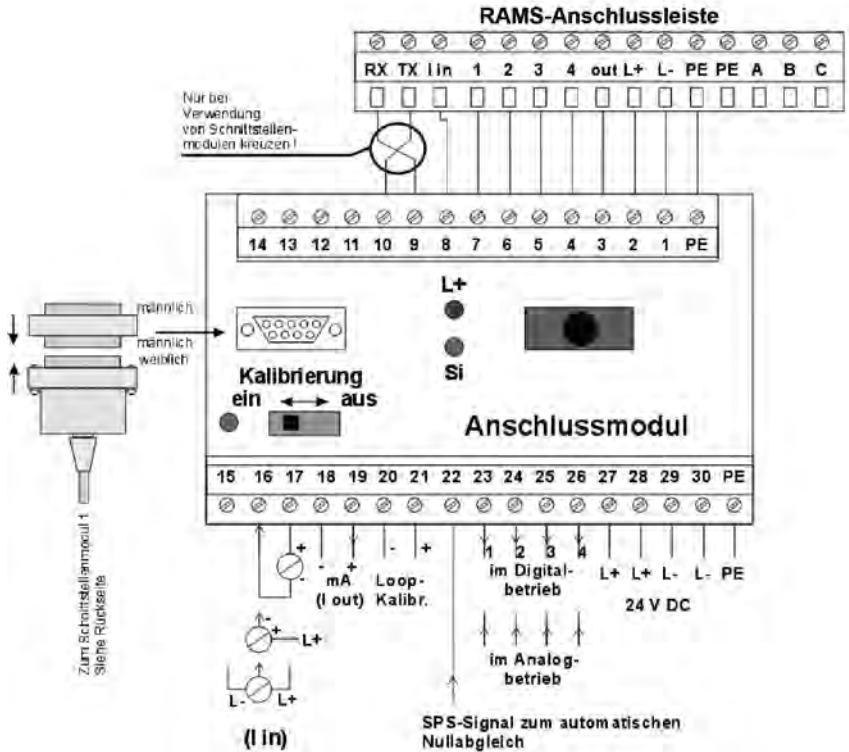 RAMS-Anschlussleiste
RX TX I in 1 2 3 4 out L+ L- PE PE A B C
Nur bei
Verwendung
von Schnittstellen-
modulen kreuzen !
14 13 12 11 10 9 8 7 6 5 4 3 2 1 PE
L+
männlich
männlich
weiblich
Si
Kalibrierung
ein aus
Anschlussmodul
15 16 17 18 19 20 21 22 23 24 25 26 27 28 29 30 PE
Zum Schnittstellenmodul 1
Siehe Rückseite
+ - + - + 1 2 3 4
- mA Loop- im Digital- L+ L+ L- L- PE
(I out) Kalibr. betrieb
24 V DC
- + L+
im Analog-
betrieb
L- L+
(I in)
SPS-Signal zum automatischen
Nullabgleich